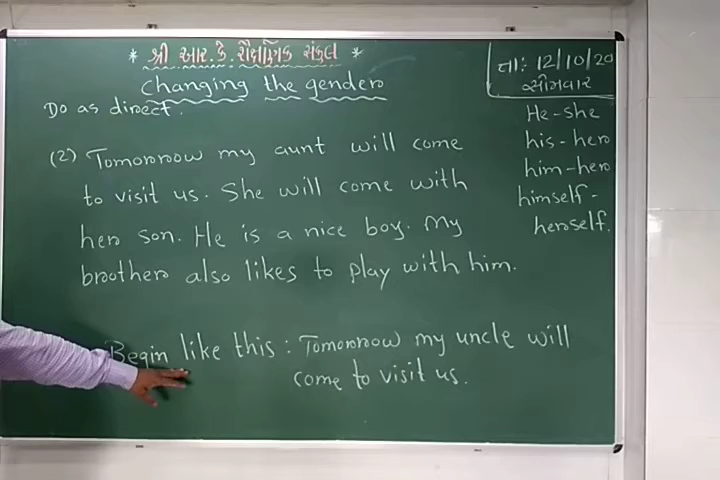 * શ્રી આર. કે. શૈક્ષણિક સંકુલ *
તા: 12/10/20
સોમવાર
Changing the gender
Do as direct.
He - she
his - her
him - her
himself -
herself.
(2) Tomorrow my aunt will come
to visit us. She will come with
her son. He is a nice boy. My
brother also likes to play with him.
Begin like this : Tomorrow my uncle will
come to visit us.